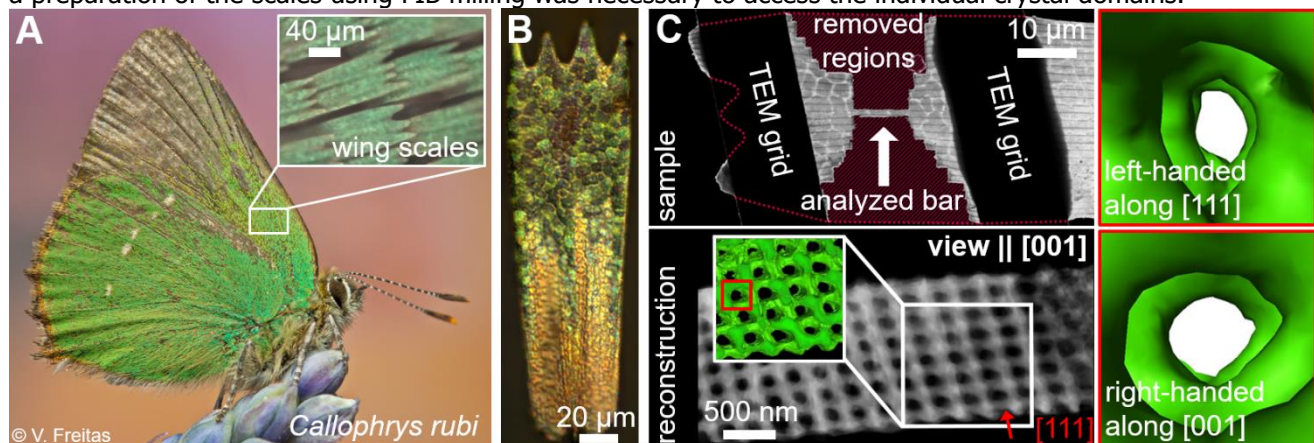 a preparation of the scales using FIB milling was necessary to access the individual crystal domains.
A
40 µm
wing scales
© V. Freitas
Callophrys rubi
B
20 µm
C
removed
regions
10 µm
TEM grid
TEM grid
analyzed bar
sample
left-handed
along [111]
view || [001]
reconstruction
500 nm
[111]
right-handed
along [001]